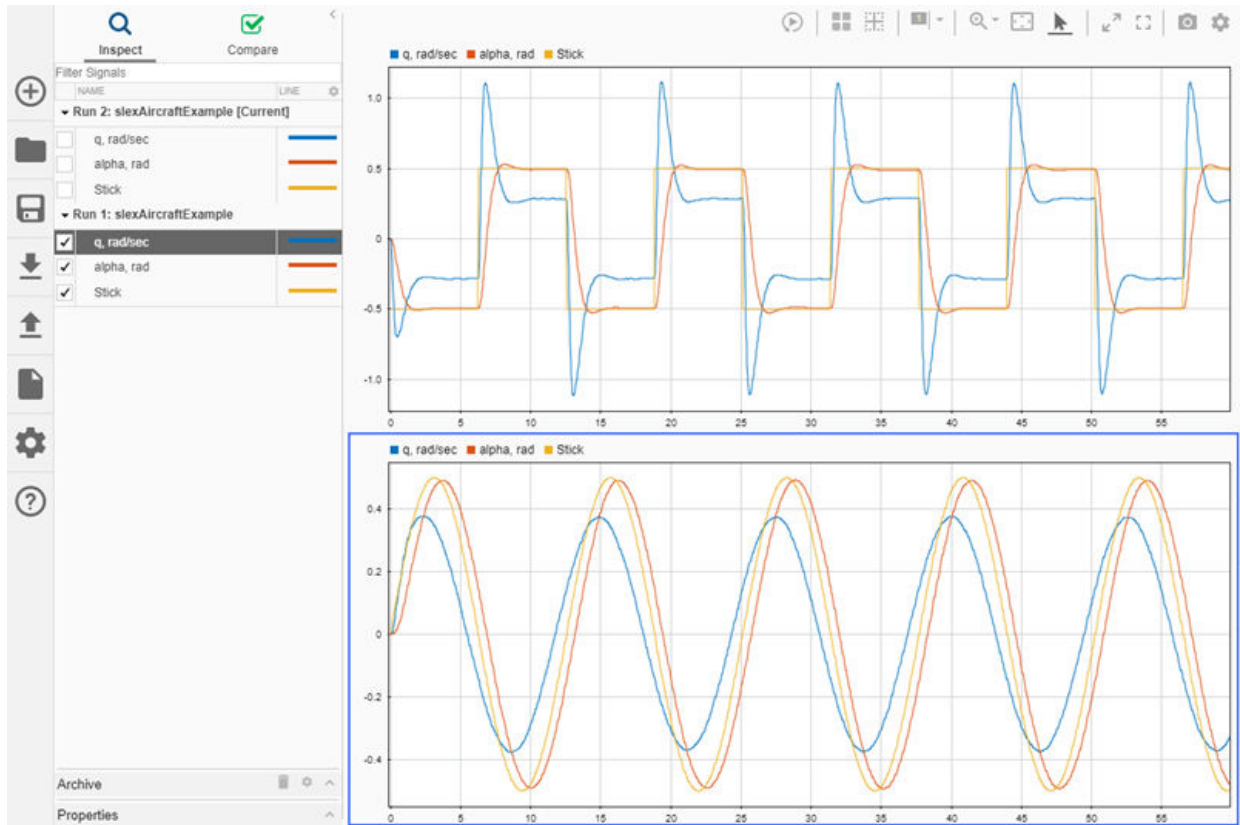 Inspect Compare
Filter Signals
NAME LINE
Run 2: slexAircraftExample [Current]
q, rad/sec
alpha, rad
Stick
Run 1: slexAircraftExample
q, rad/sec
alpha, rad
Stick
Archive
Properties
1
q, rad/sec alpha, rad Stick
1.0
0.5
0
-0.5
-1.0
0 5 10 15 20 25 30 35 40 45 50 55
q, rad/sec alpha, rad Stick
0.4
0.2
0
-0.2
-0.4
0 5 10 15 20 25 30 35 40 45 50 55